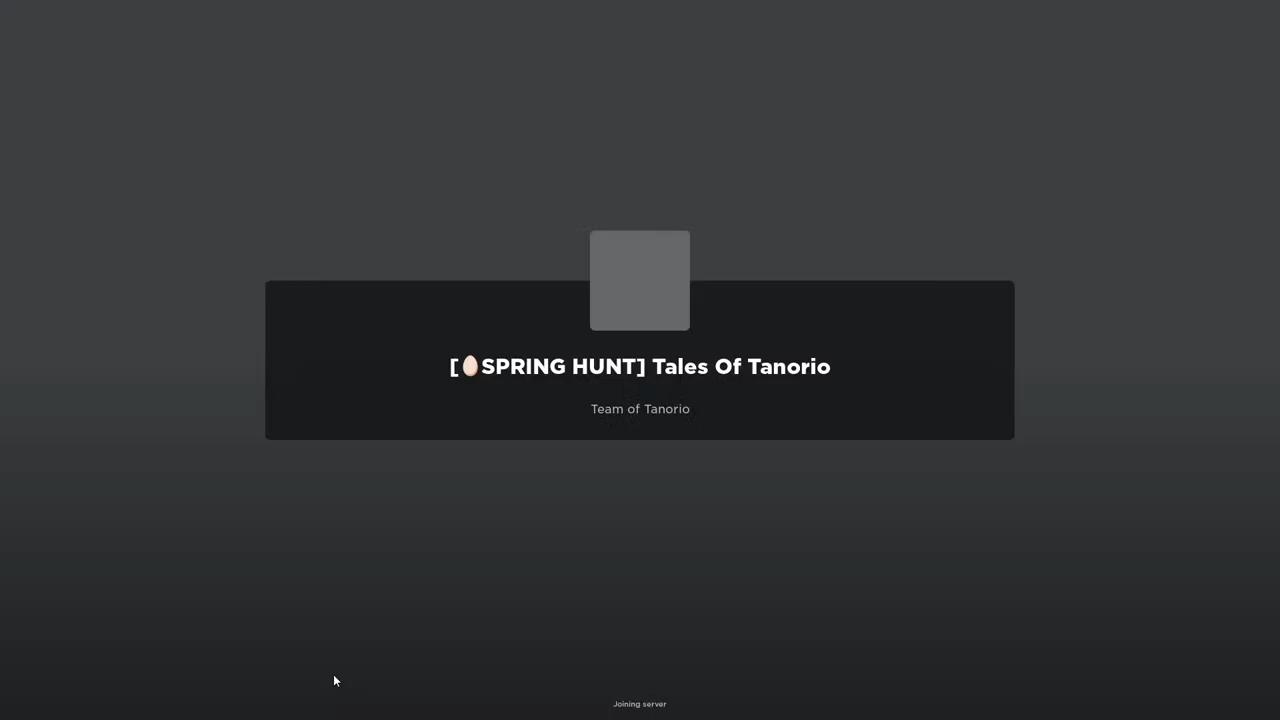 [🥚SPRING HUNT] Tales Of Tanorio
Team of Tanorio
Joining server